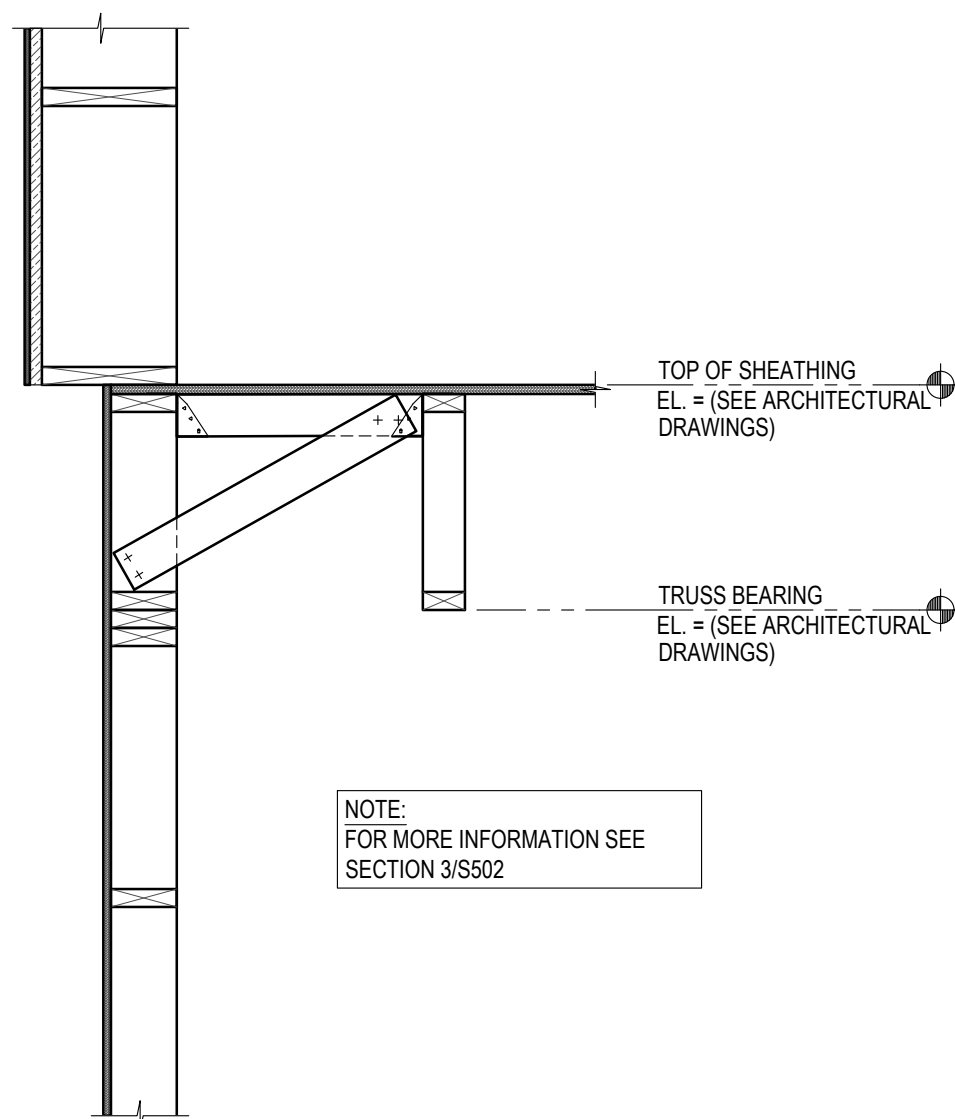 TOP OF SHEATHING
EL. = (SEE ARCHITECTURAL
DRAWINGS)
TRUSS BEARING
EL. = (SEE ARCHITECTURAL
DRAWINGS)
NOTE:
FOR MORE INFORMATION SEE
SECTION 3/S502